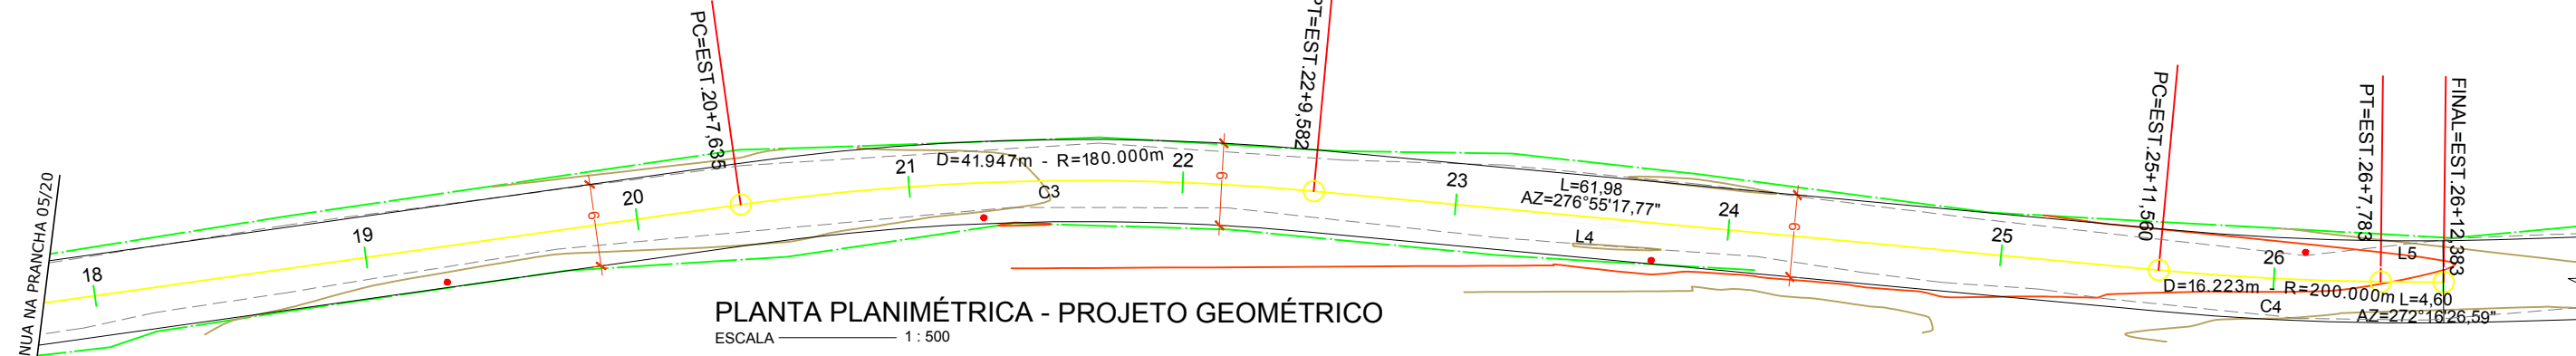 NUA NA PRANCHA 05/20
18
19
6
20
PC=EST.20+7,635
21
D=41.947m - R=180.000m
C3
22
6
PT=EST.22+9,582
23
L=61,98
AZ=276°55'17,77"
L4
24
6
25
PC=EST.25+11,560
26
D=16.223m - R=200.000m
C4
PT=EST.26+7,783
L5
L=4,60
AZ=272°16'26,59"
FINAL=EST.26+12,383
PLANTA PLANIMÉTRICA - PROJETO GEOMÉTRICO
ESCALA 1 : 500